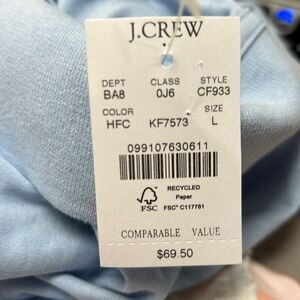 J.CREW
DEPT CLASS STYLE
BA8 0J6 CF933
COLOR SIZE
HFC KF7573 L
099107630611
FSC
RECYCLED
Paper
FSC® C117781
COMPARABLE VALUE
$69.50